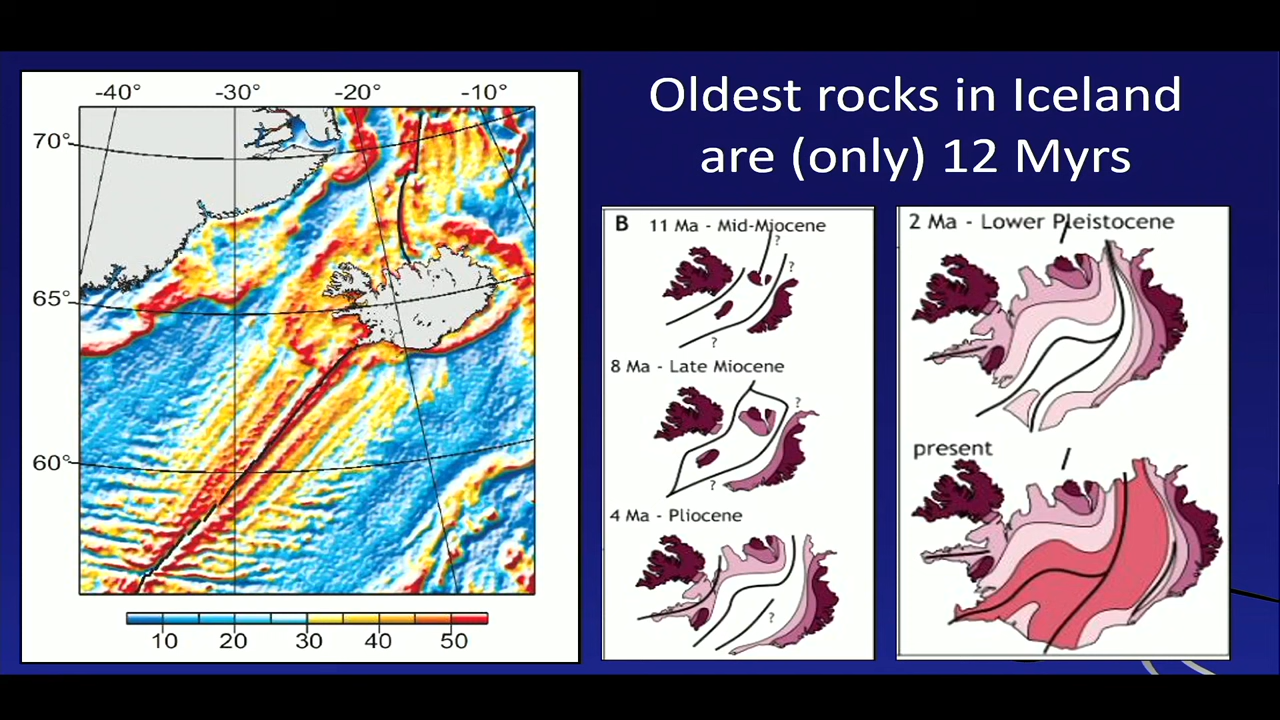 Oldest rocks in Iceland
are (only) 12 Myrs
-40° -30° -20° -10°
70°
65°
60°
10 20 30 40 50
B 11 Ma - Mid-Miocene
?
?
?
8 Ma - Late Miocene
?
?
4 Ma - Pliocene
?
2 Ma - Lower Pleistocene
present